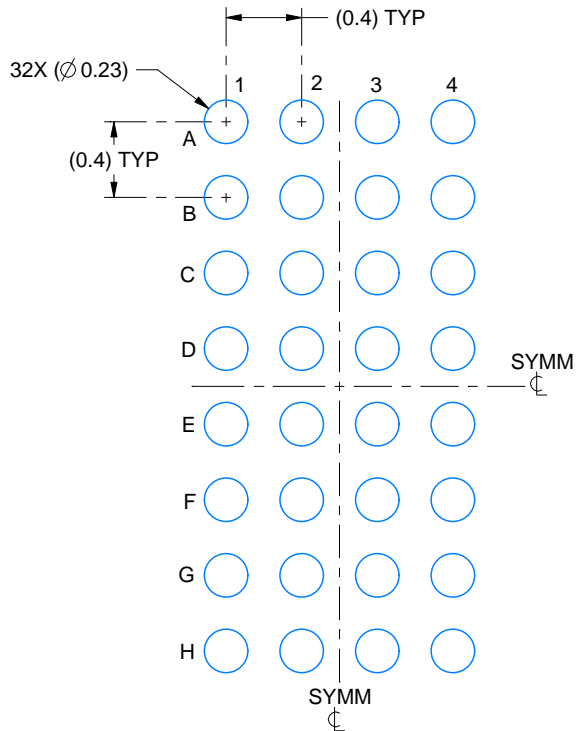 (0.4) TYP
32X (∅ 0.23)
1
2
3
4
A
(0.4) TYP
B
C
D
SYMM
℄
E
F
G
H
SYMM
℄